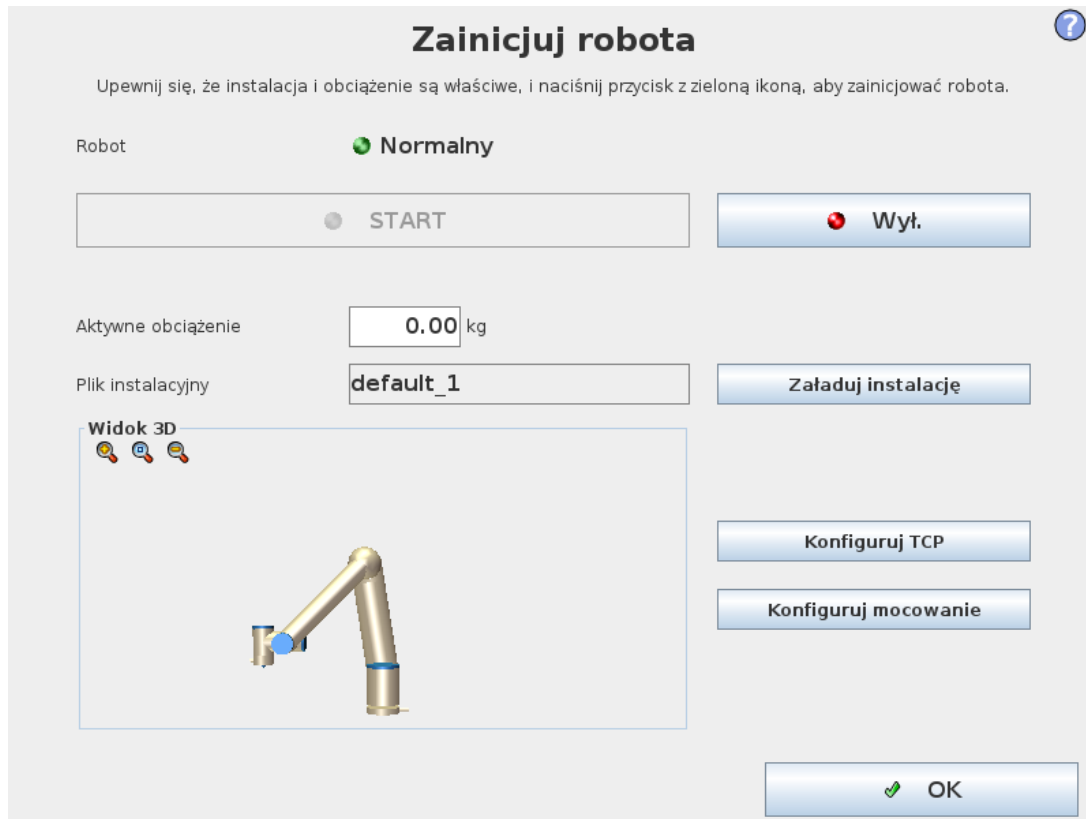 Zainicjuj robota
?
Upewnij się, że instalacja i obciążenie są właściwe, i naciśnij przycisk z zieloną ikoną, aby zainicjować robota.
Robot
Normalny
START
Wył.
Aktywne obciążenie
0.00 kg
Plik instalacyjny
default_1
Załaduj instalację
Widok 3D
Konfiguruj TCP
Konfiguruj mocowanie
OK